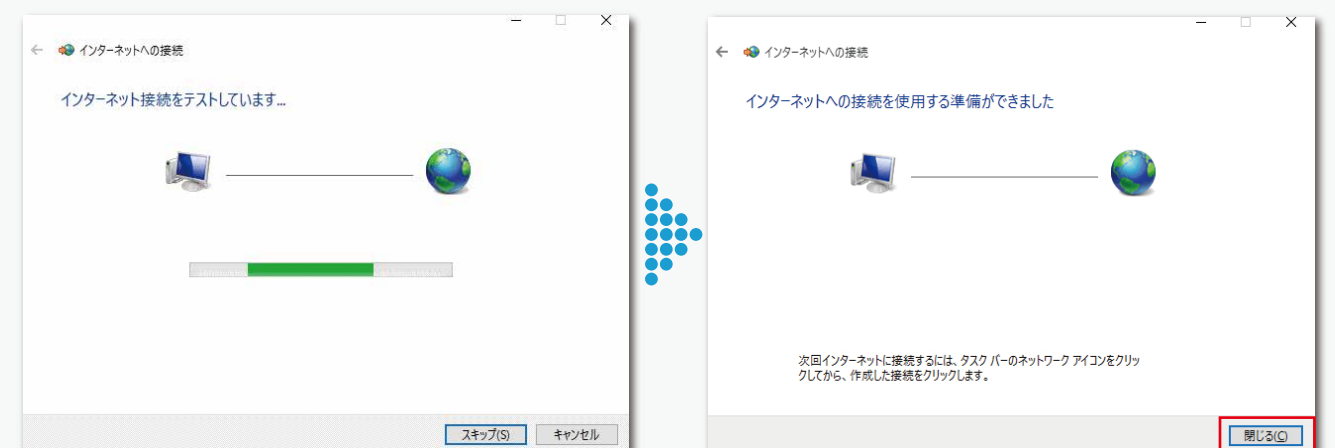 インターネットへの接続
インターネット接続をテストしています...
スキップ(S)
キャンセル
インターネットへの接続
インターネットへの接続を使用する準備ができました
次回インターネットに接続するには、タスク バーのネットワーク アイコンをクリッ
クしてから、作成した接続をクリックします。
閉じる(C)